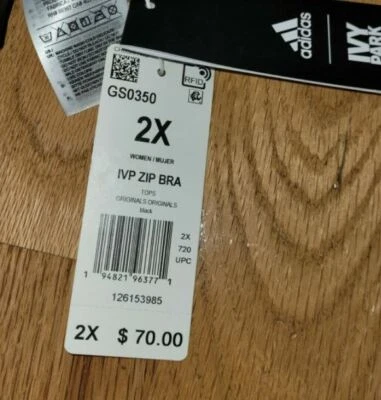 adidas
IVY
PARK
RFID
GS0350
2X
WOMEN / MUJER
IVP ZIP BRA
TOPS
ORIGINALS ORIGINALS
black
2X
720
UPC
1 94821 96377 1
126153985
2X $ 70.00